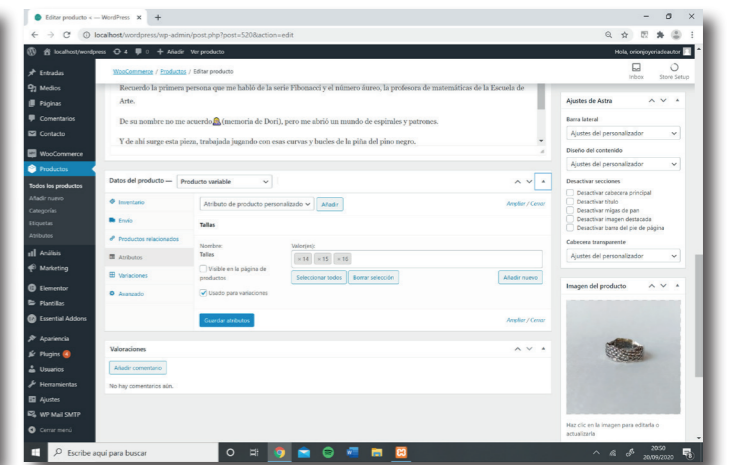 Editar producto « — WordPress
localhost/wordpress/wp-admin/post.php?post=520&action=edit
localhost/wordpress 4 0 + Añadir Ver producto
Hola, orionjoyeriadeautor
Entradas
Medios
Páginas
Comentarios
Contacto
WooCommerce
Productos
Todos los productos
Añadir nuevo
Categorías
Etiquetas
Atributos
Análisis
Marketing
Elementor
Plantillas
Essential Addons
Apariencia
Plugins 4
Usuarios
Herramientas
Ajustes
WP Mail SMTP
Cerrar menú
WooCommerce / Productos / Editar producto
Inbox Store Setup
Recuerdo la primera persona que me habló de la serie Fibonacci y el número áureo, la profesora de matemáticas de la Escuela de
Arte.
De su nombre no me acuerdo (memoria de Dori), pero me abrió un mundo de espirales y patrones.
Y de ahí surge esta pieza, trabajada jugando con esas curvas y bucles de la piña del pino negro.
Datos del producto — Producto variable
Inventario
Envío
Productos relacionados
Atributos
Variaciones
Avanzado
Atributo de producto personalizado Añadir Ampliar / Cerrar
Tallas
Nombre: Valor(es):
Tallas × 14 × 15 × 16
Visible en la página de
productos
Seleccionar todos Borrar selección Añadir nuevo
Usado para variaciones
Guardar atributos Ampliar / Cerrar
Valoraciones
Añadir comentario
No hay comentarios aún.
Ajustes de Astra
Barra lateral
Ajustes del personalizador
Diseño del contenido
Ajustes del personalizador
Desactivar secciones
Desactivar cabecera principal
Desactivar título
Desactivar migas de pan
Desactivar imagen destacada
Desactivar barra del pie de página
Cabecera transparente
Ajustes del personalizador
Imagen del producto
Haz clic en la imagen para editarla o
actualizarla
Escribe aquí para buscar
20:50
20/09/2020